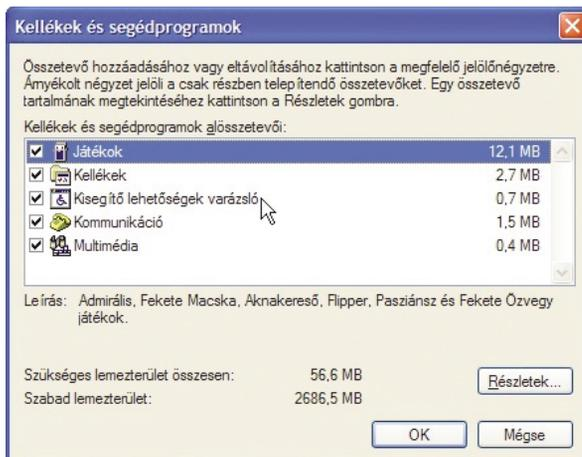 Kellékek és segédprogramok
Összetevő hozzáadásához vagy eltávolításához kattintson a megfelelő jelölőnégyzetre.
Árnyékolt négyzet jelöli a csak részben telepítendő összetevőket. Egy összetevő
tartalmának megtekintéséhez kattintson a Részletek gombra.
Kellékek és segédprogramok alösszetevői:
Játékok 12,1 MB
Kellékek 2,7 MB
Kisegítő lehetőségek varázsló 0,7 MB
Kommunikáció 1,5 MB
Multimédia 0,4 MB
Leírás: Admirális, Fekete Macska, Aknakereső, Flipper, Pasziánsz és Fekete Özvegy
játékok.
Szükséges lemezterület összesen: 56,6 MB
Szabad lemezterület: 2686,5 MB
Részletek...
OK Mégse